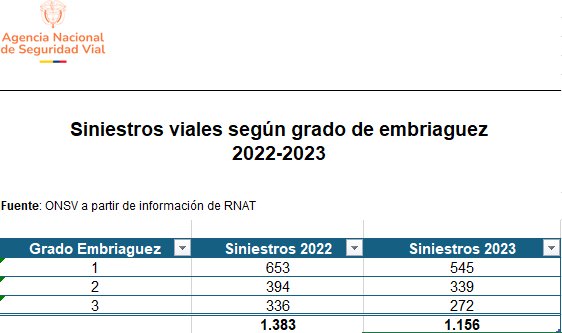 Agencia Nacional
de Seguridad Vial
Siniestros viales según grado de embriaguez
2022-2023
Fuente: ONSV a partir de información de RNAT
Grado Embriaguez Siniestros 2022 Siniestros 2023
1 653 545
2 394 339
3 336 272
1.383 1.156